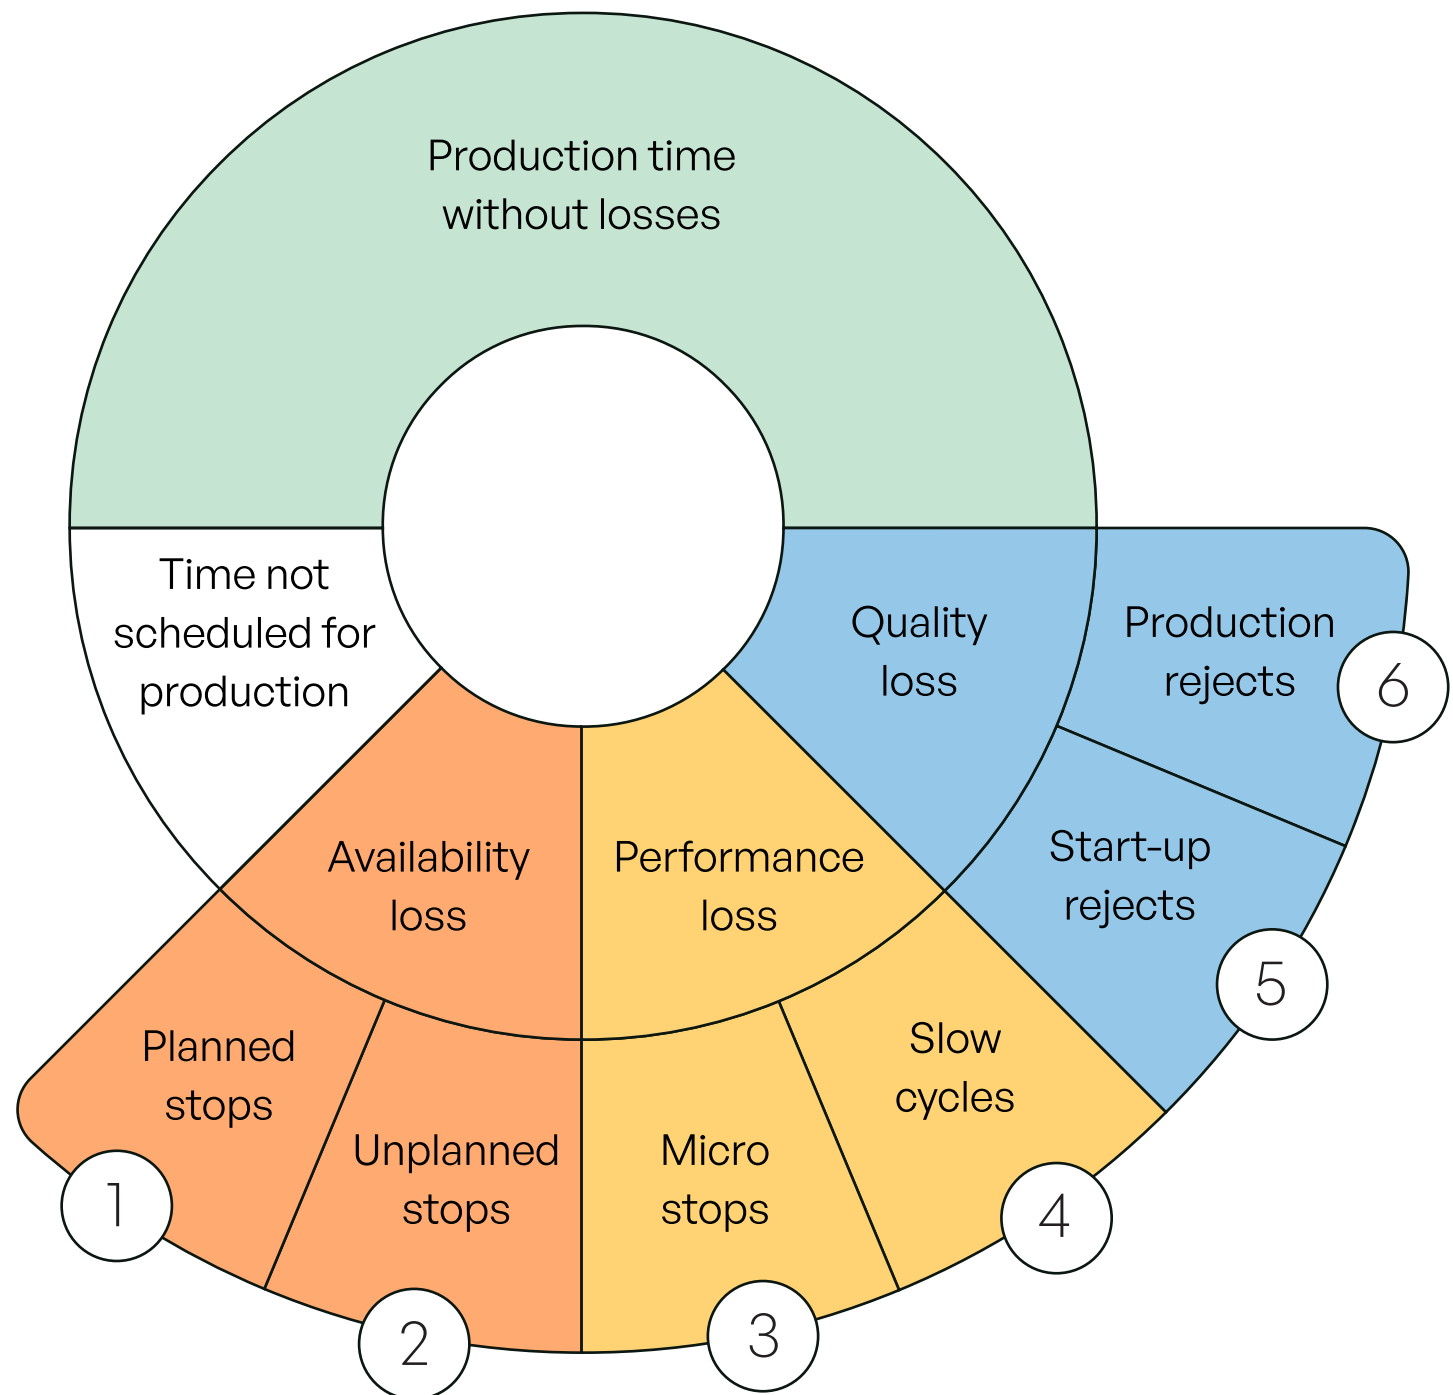 Production time
without losses
Time not
scheduled for
production
Availability
loss
Performance
loss
Quality
loss
Planned
stops
1
Unplanned
stops
2
Micro
stops
3
Slow
cycles
4
Start-up
rejects
5
Production
rejects
6